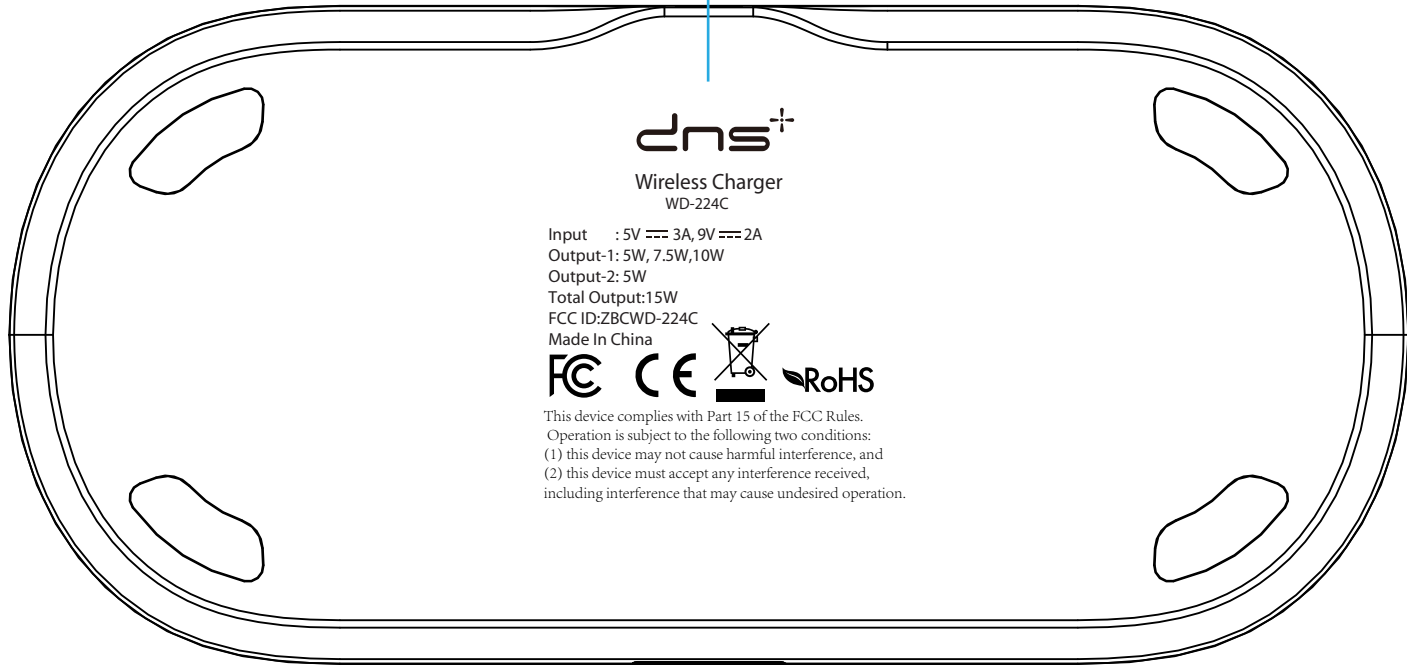 dns+
Wireless Charger
WD-224C
Input : 5V ⎓ 3A, 9V ⎓ 2A
Output-1: 5W, 7.5W,10W
Output-2: 5W
Total Output:15W
FCC ID:ZBCWD-224C
Made In China
FC CE RoHS
This device complies with Part 15 of the FCC Rules.
Operation is subject to the following two conditions:
(1) this device may not cause harmful interference, and
(2) this device must accept any interference received,
including interference that may cause undesired operation.